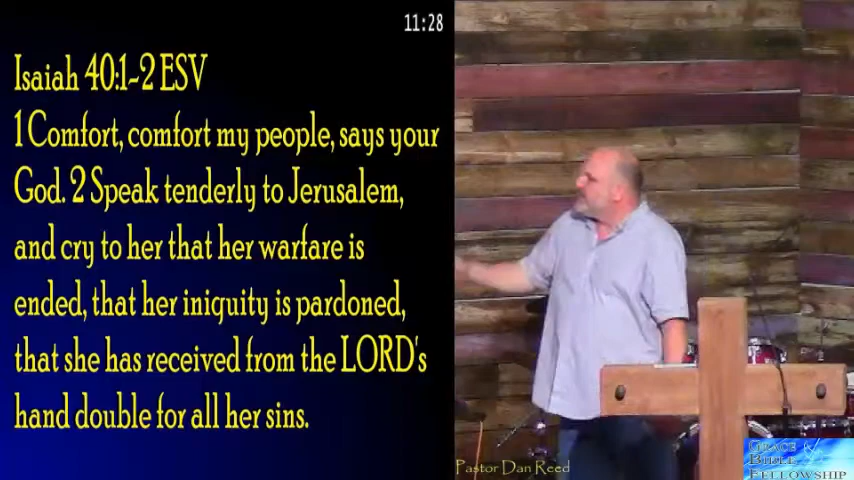 11:28
Isaiah 40:1-2 ESV
1 Comfort, comfort my people, says your
God. 2 Speak tenderly to Jerusalem,
and cry to her that her warfare is
ended, that her iniquity is pardoned,
that she has received from the LORD's
hand double for all her sins.
Pastor Dan Reed
GRACE
BIBLE
FELLOWSHIP